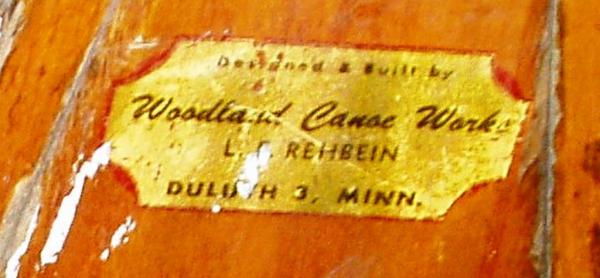 Designed & Built by
Woodland Canoe Works
L. F. REHBEIN
DULUTH 3, MINN.